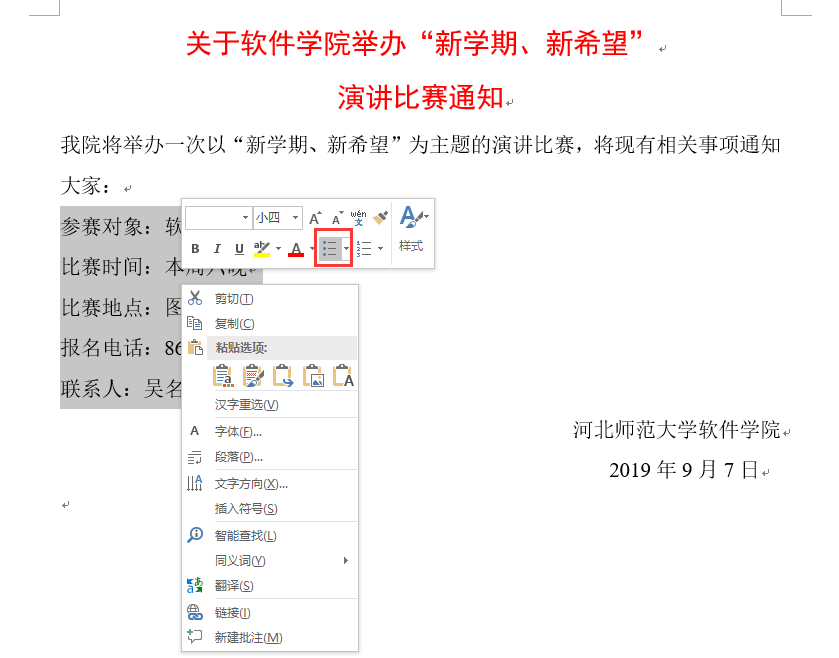 关于软件学院举办“新学期、新希望”
演讲比赛通知
我院将举办一次以“新学期、新希望”为主题的演讲比赛，将现有相关事项通知
大家：
参赛对象：软
比赛时间：本周六晚
比赛地点：图
报名电话：86
联系人：吴名
小四
A
A
wén
文
A
样式
B I U ab A
1
2
3
剪切(T)
复制(C)
粘贴选项:
a
A
汉字重选(V)
A 字体(F)...
段落(P)...
A 文字方向(X)...
插入符号(S)
智能查找(L)
同义词(Y)
a あ 翻译(S)
链接(I)
新建批注(M)
河北师范大学软件学院
2019 年 9 月 7 日